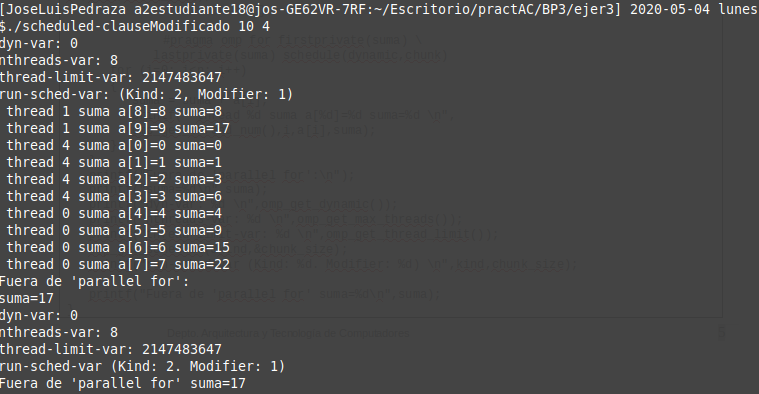 [JoseLuisPedraza a2estudiante18@jos-GE62VR-7RF:~/Escritorio/practAC/BP3/ejer3] 2020-05-04 lunes
$./scheduled-clauseModificado 10 4
dyn-var: 0
nthreads-var: 8
thread-limit-var: 2147483647
run-sched-var: (Kind: 2, Modifier: 1)
thread 1 suma a[8]=8 suma=8
thread 1 suma a[9]=9 suma=17
thread 4 suma a[0]=0 suma=0
thread 4 suma a[1]=1 suma=1
thread 4 suma a[2]=2 suma=3
thread 4 suma a[3]=3 suma=6
thread 0 suma a[4]=4 suma=4
thread 0 suma a[5]=5 suma=9
thread 0 suma a[6]=6 suma=15
thread 0 suma a[7]=7 suma=22
Fuera de 'parallel for':
suma=17
dyn-var: 0
nthreads-var: 8
thread-limit-var: 2147483647
run-sched-var (Kind: 2. Modifier: 1)
Fuera de 'parallel for' suma=17